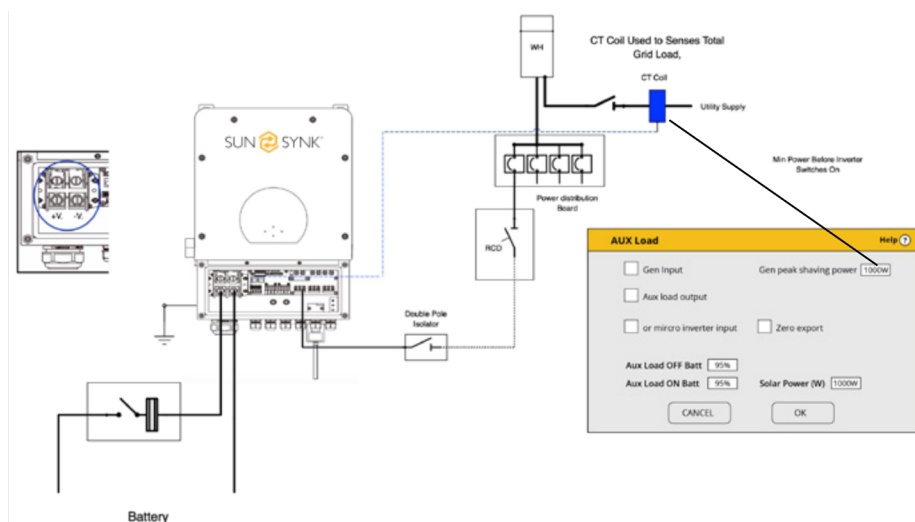 WH
CT Coil Used to Senses Total
Grid Load,
CT Coil
Utility Supply
SUN SYNK
+V. -V.
Power distribution
Board
Min Power Before Inverter
Switches On
RCD
Double Pole
Isolator
AUX Load Help ?
Gen Input Gen peak shaving power 1000W
Aux load output
or mircro inverter input Zero export
Aux Load OFF Batt 95%
Aux Load ON Batt 95% Solar Power (W) 1000W
CANCEL OK
Battery